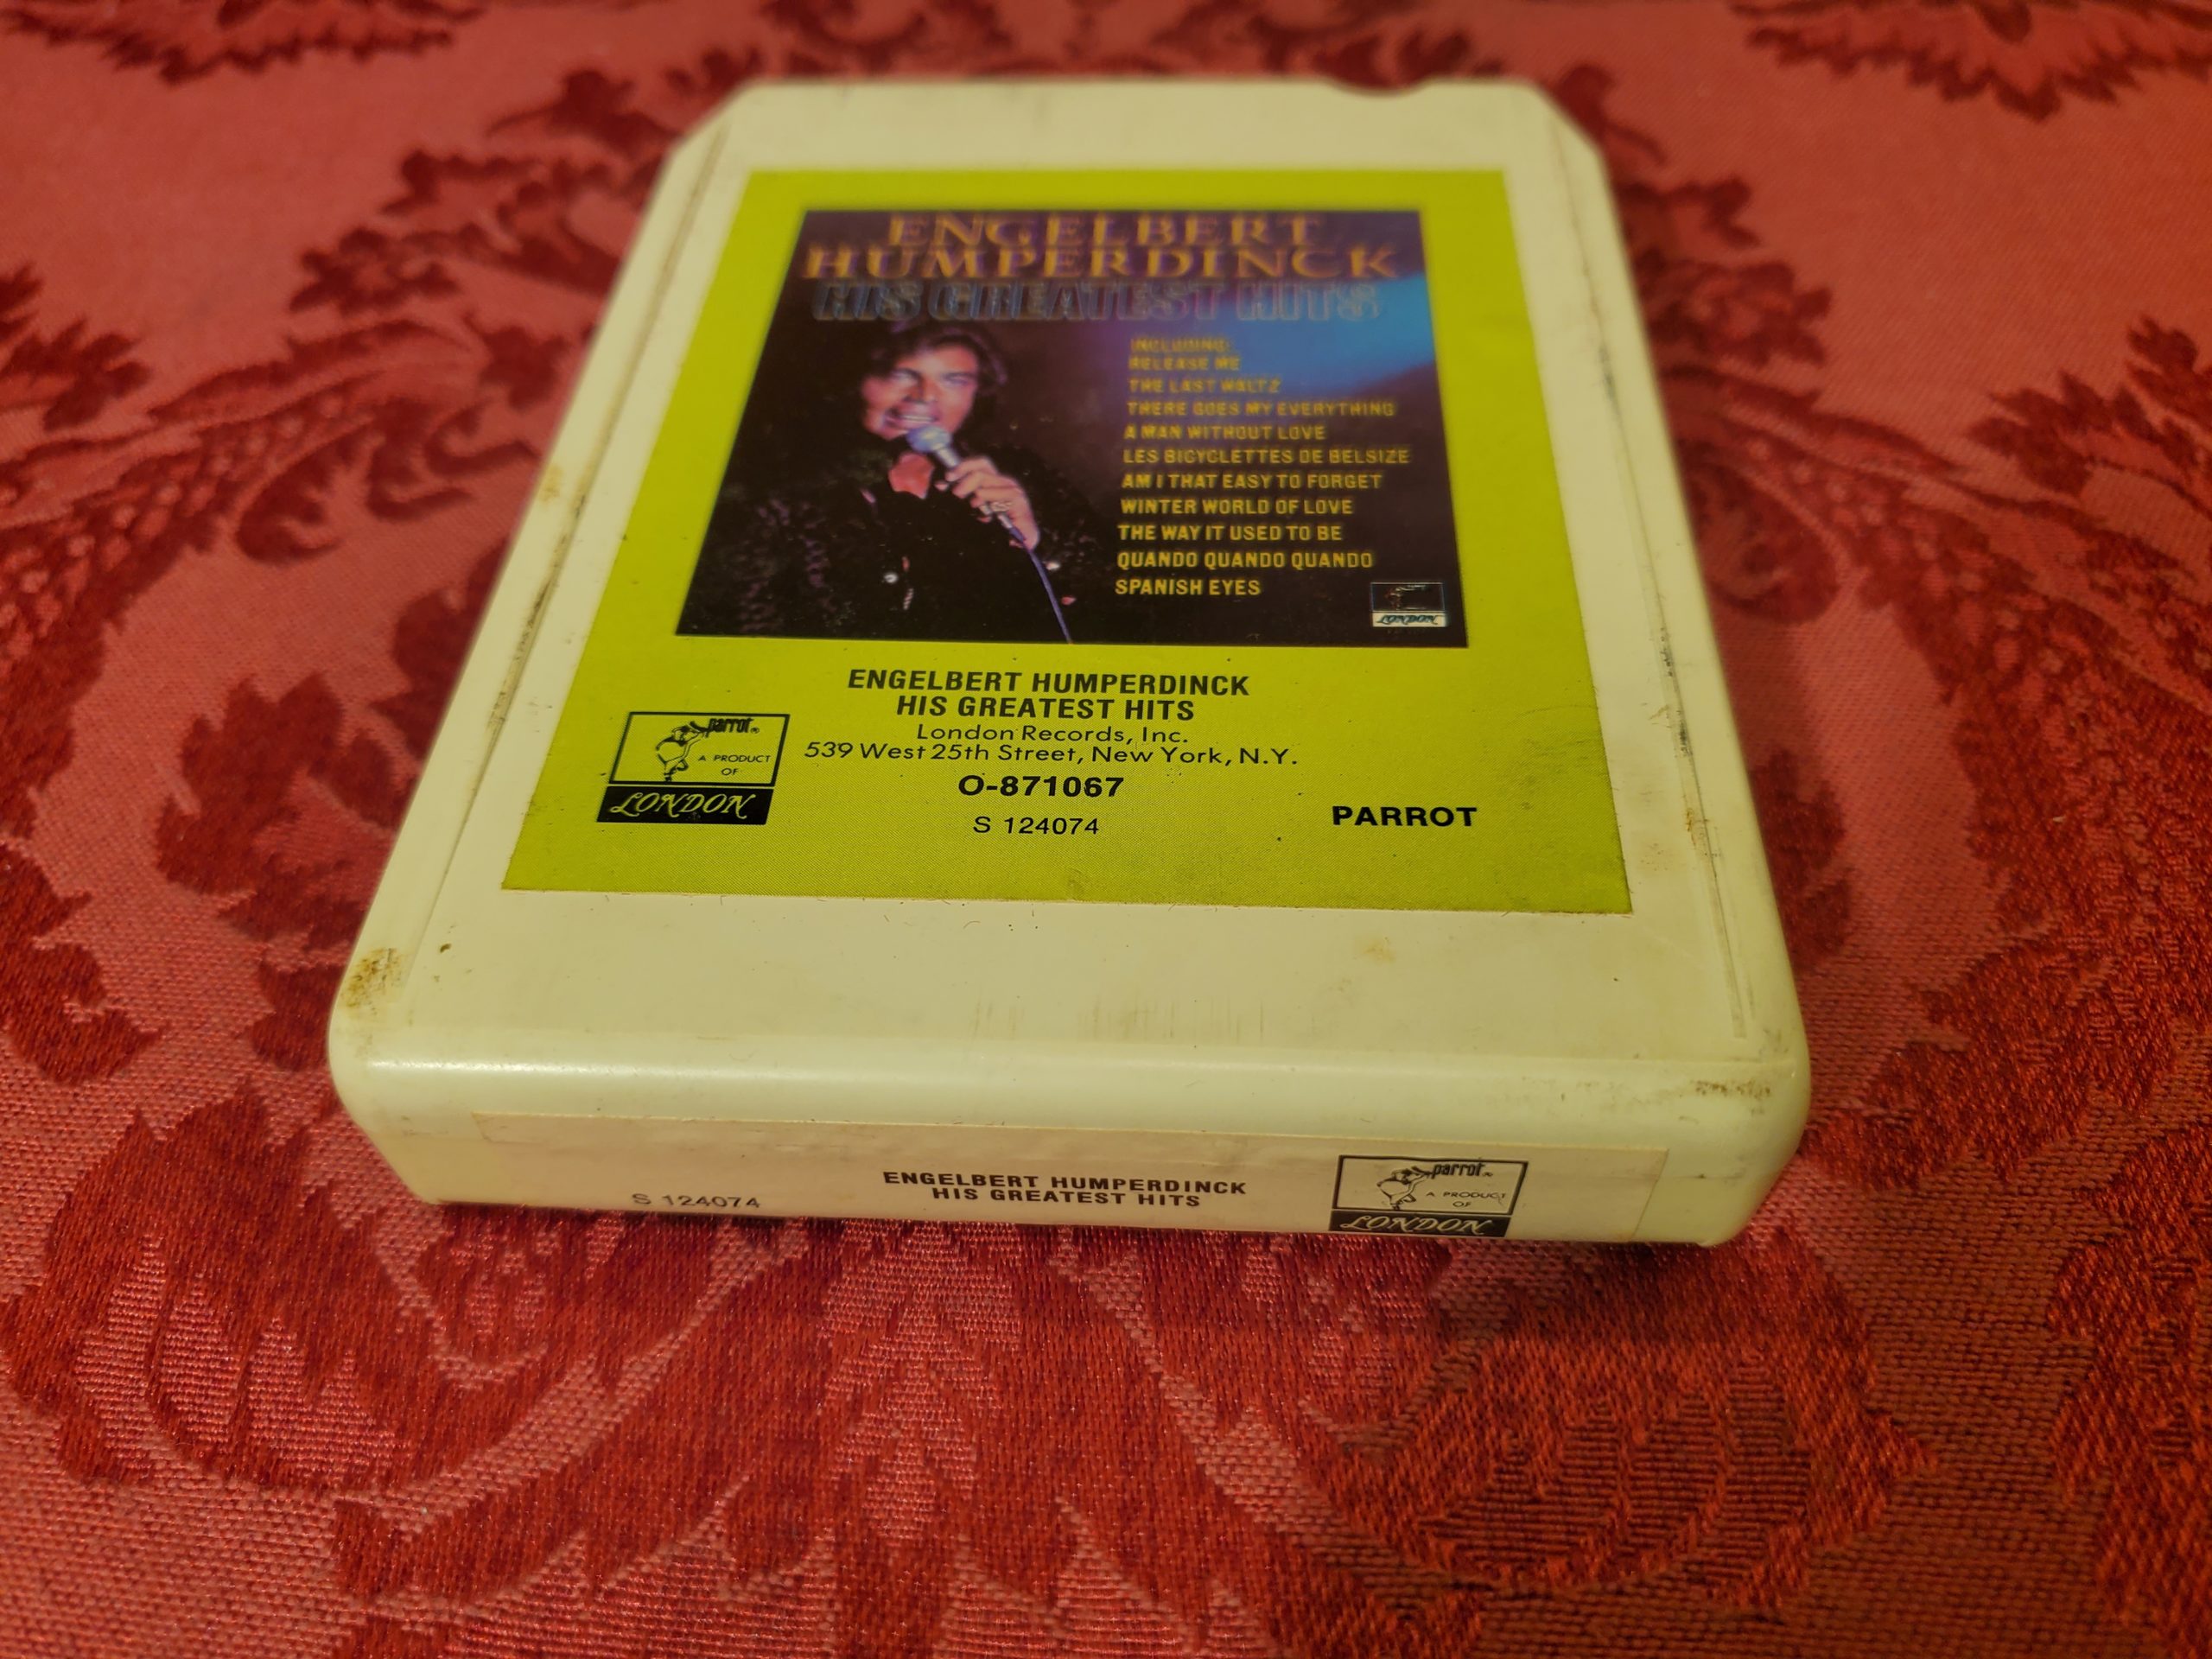 ENGELBERT
HUMPERDINCK
HIS GREATEST HITS
INCLUDING:
RELEASE ME
THE LAST WALTZ
THERE GOES MY EVERYTHING
A MAN WITHOUT LOVE
LES BICYCLETTES DE BELSIZE
AM I THAT EASY TO FORGET
WINTER WORLD OF LOVE
THE WAY IT USED TO BE
QUANDO QUANDO QUANDO
SPANISH EYES
LONDON
ENGELBERT HUMPERDINCK
HIS GREATEST HITS
London Records, Inc.
539 West 25th Street, New York, N.Y.
O-871067
S 124074
parrot®
A PRODUCT
OF
LONDON
PARROT
S 124074
ENGELBERT HUMPERDINCK
HIS GREATEST HITS
parrot
A PRODUCT
OF
LONDON